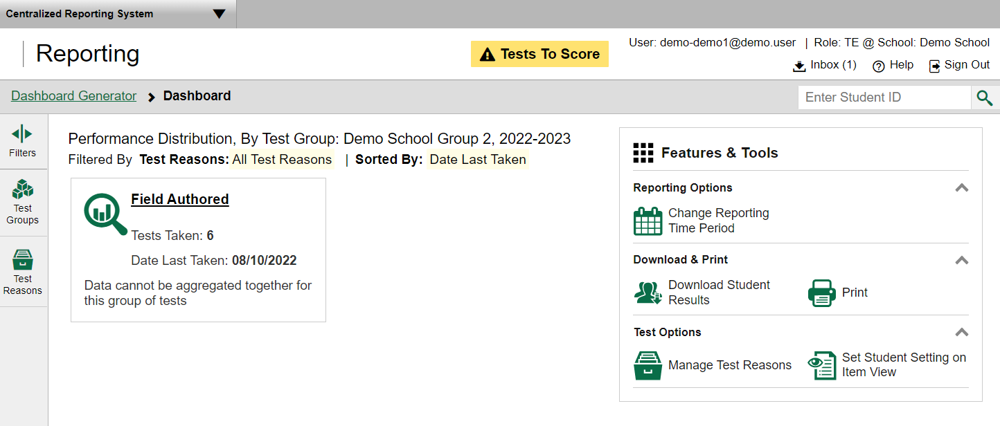 Centralized Reporting System
Reporting
Tests To Score
User: demo-demo1@demo.user | Role: TE @ School: Demo School
Inbox (1) Help Sign Out
Dashboard Generator Dashboard
Enter Student ID
Filters
Test
Groups
Test
Reasons
Performance Distribution, By Test Group: Demo School Group 2, 2022-2023
Filtered By Test Reasons: All Test Reasons | Sorted By: Date Last Taken
Field Authored
Tests Taken: 6
Date Last Taken: 08/10/2022
Data cannot be aggregated together for
this group of tests
Features & Tools
Reporting Options
Change Reporting
Time Period
Download & Print
Download Student
Results
Print
Test Options
Manage Test Reasons
Set Student Setting on
Item View